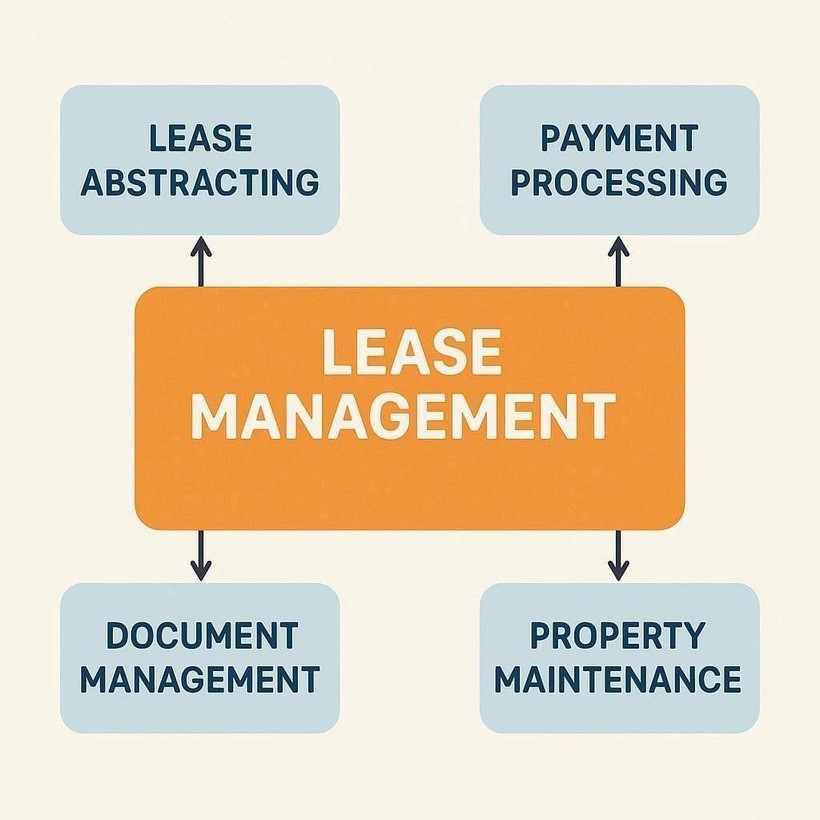 LEASE
ABSTRACTING
PAYMENT
PROCESSING
LEASE
MANAGEMENT
DOCUMENT
MANAGEMENT
PROPERTY
MAINTENANCE